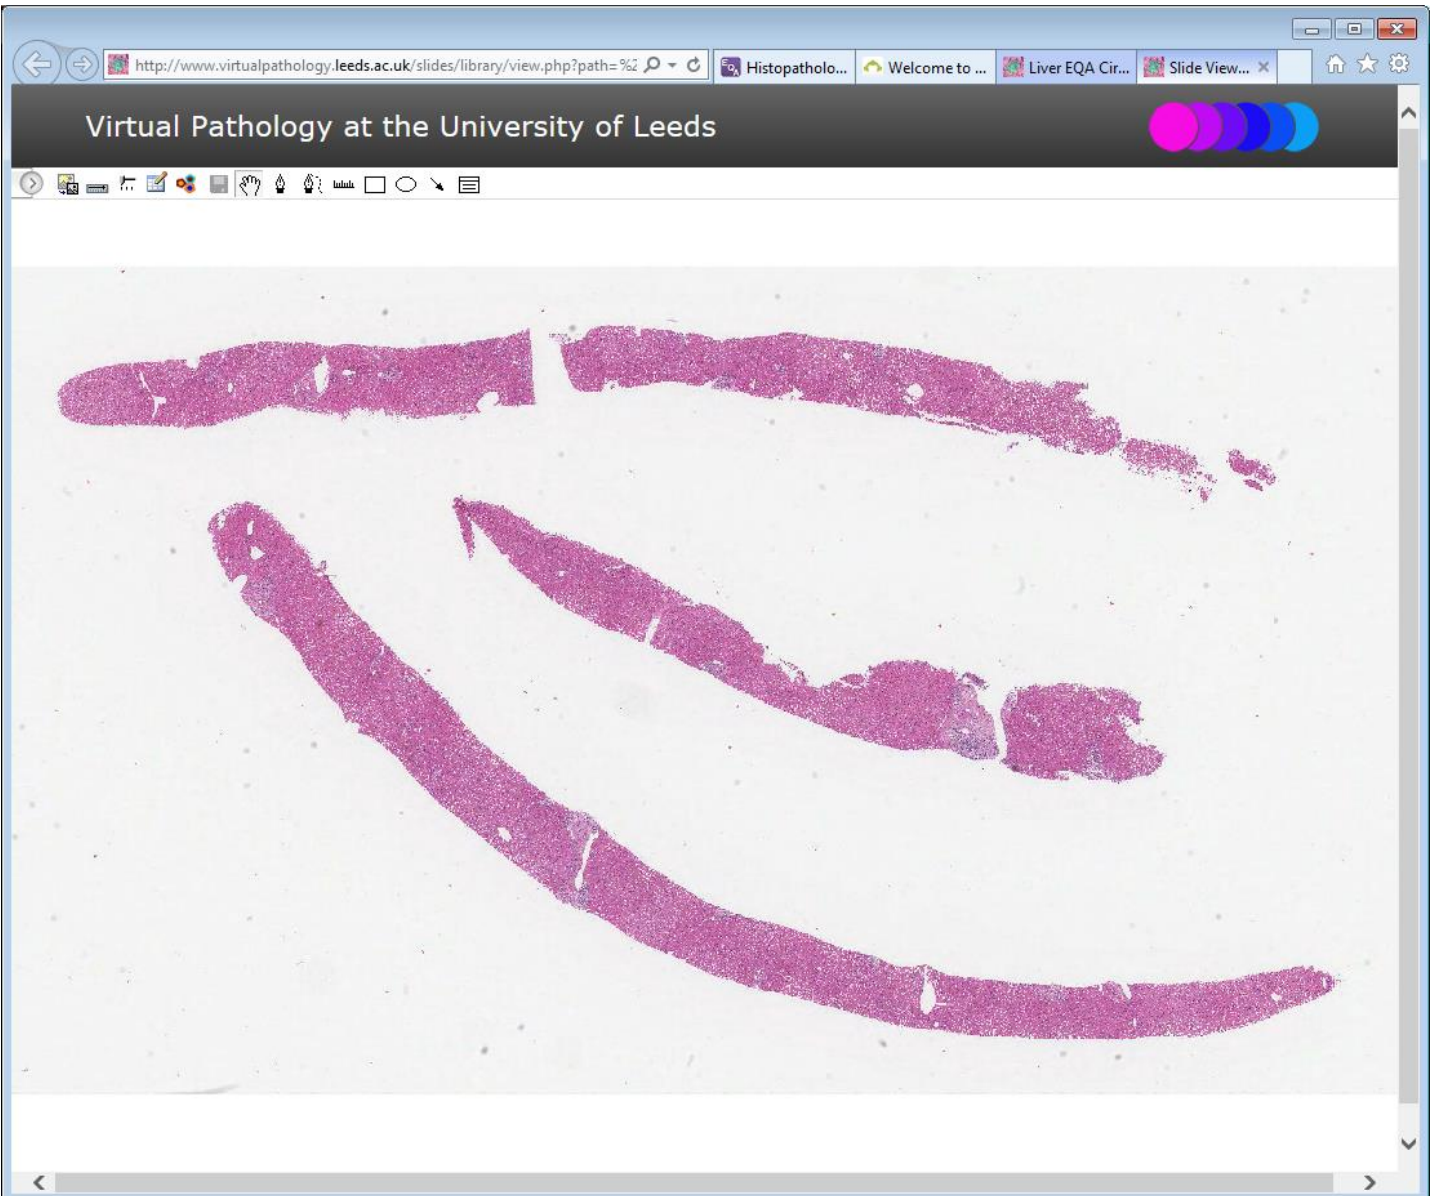 http://www.virtualpathology.leeds.ac.uk/slides/library/view.php?path=%2
Histopatholo...
Welcome to ...
Liver EQA Cir...
Slide View...
Virtual Pathology at the University of Leeds